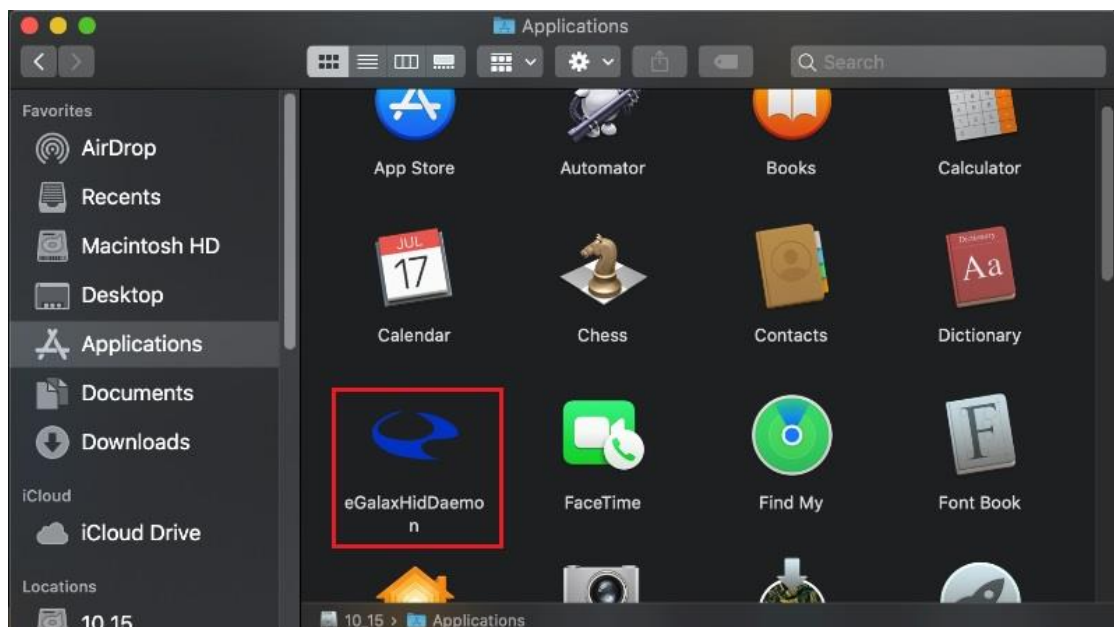 Applications
Search
Favorites
AirDrop
Recents
Macintosh HD
Desktop
Applications
Documents
Downloads
iCloud
iCloud Drive
Locations
10.15
App Store
Automator
Books
Calculator
JUL
17
Dictionary
Aa
Calendar
Chess
Contacts
Dictionary
F
eGalaxHidDaemo
n
FaceTime
Find My
Font Book
10.15 › Applications